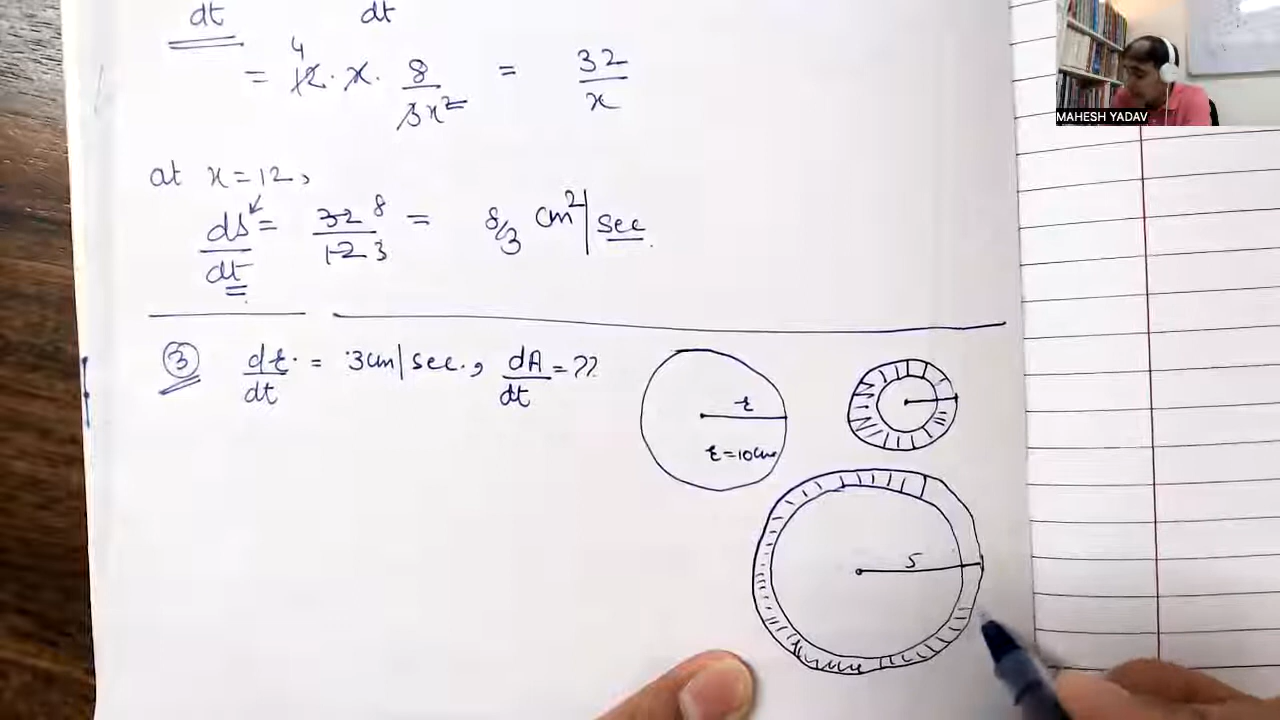 dt dt
= 12 4 · x · 8/3x² = 32/x
MAHESH YADAV
at x = 12,
ds/dt = 32 8/12 3 = 8/3 cm²/sec.
③ dr/dt = 3cm/sec., dA/dt = ??
r
r=10cm
5